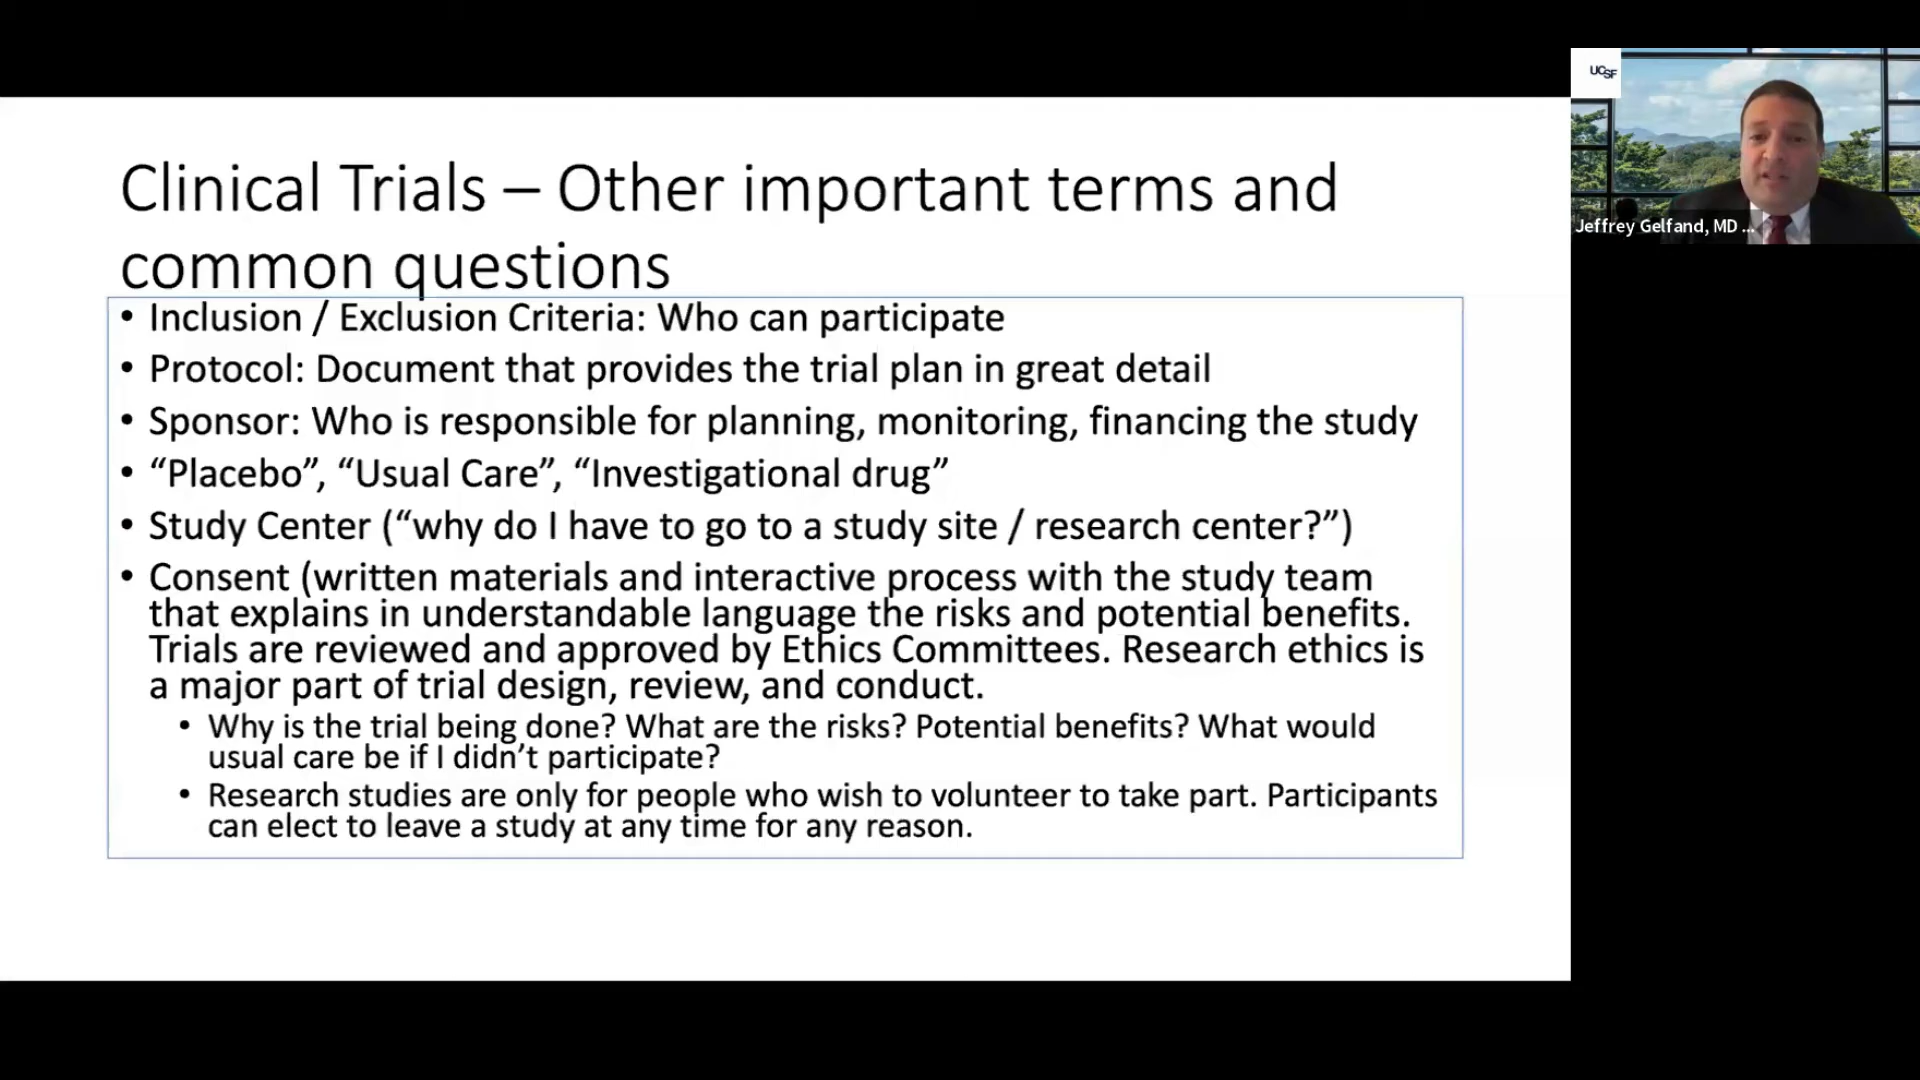 Clinical Trials – Other important terms and
common questions
• Inclusion / Exclusion Criteria: Who can participate
• Protocol: Document that provides the trial plan in great detail
• Sponsor: Who is responsible for planning, monitoring, financing the study
• “Placebo”, “Usual Care”, “Investigational drug”
• Study Center (“why do I have to go to a study site / research center?”)
• Consent (written materials and interactive process with the study team
that explains in understandable language the risks and potential benefits.
Trials are reviewed and approved by Ethics Committees. Research ethics is
a major part of trial design, review, and conduct.
• Why is the trial being done? What are the risks? Potential benefits? What would
usual care be if I didn’t participate?
• Research studies are only for people who wish to volunteer to take part. Participants
can elect to leave a study at any time for any reason.
UCSF
Jeffrey Gelfand, MD ...